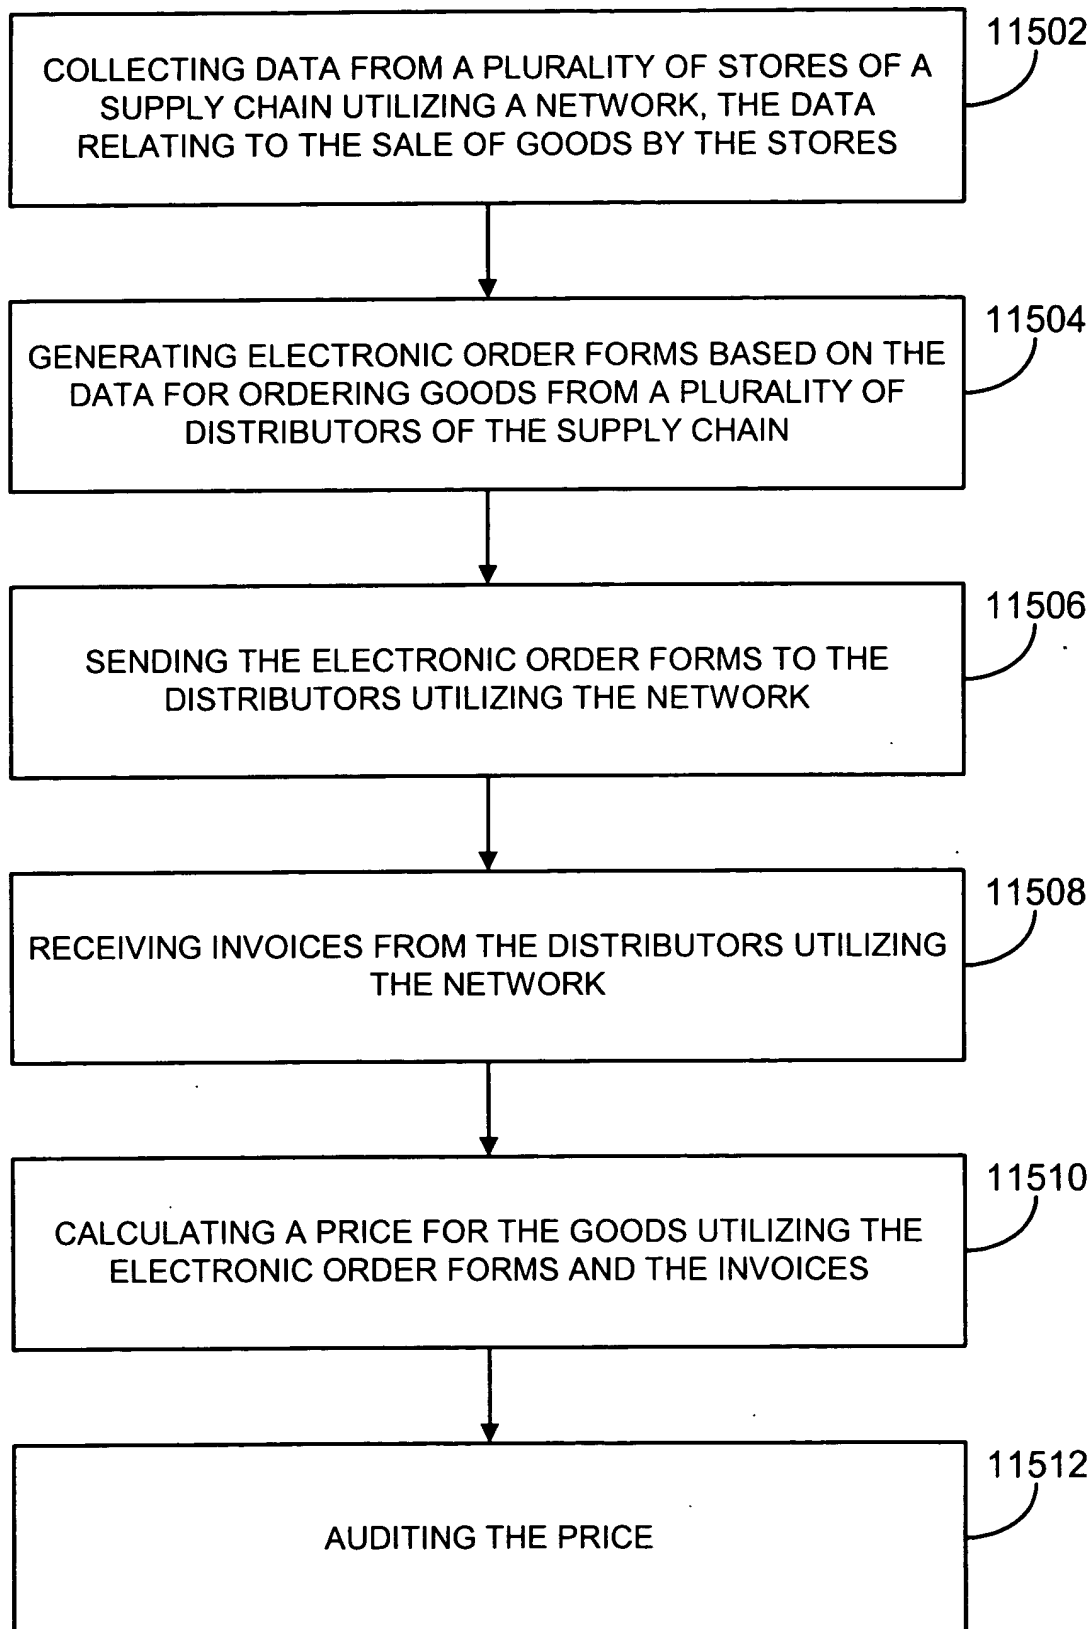 11502
COLLECTING DATA FROM A PLURALITY OF STORES OF A
SUPPLY CHAIN UTILIZING A NETWORK, THE DATA
RELATING TO THE SALE OF GOODS BY THE STORES
11504
GENERATING ELECTRONIC ORDER FORMS BASED ON THE
DATA FOR ORDERING GOODS FROM A PLURALITY OF
DISTRIBUTORS OF THE SUPPLY CHAIN
11506
SENDING THE ELECTRONIC ORDER FORMS TO THE
DISTRIBUTORS UTILIZING THE NETWORK
11508
RECEIVING INVOICES FROM THE DISTRIBUTORS UTILIZING
THE NETWORK
11510
CALCULATING A PRICE FOR THE GOODS UTILIZING THE
ELECTRONIC ORDER FORMS AND THE INVOICES
11512
AUDITING THE PRICE